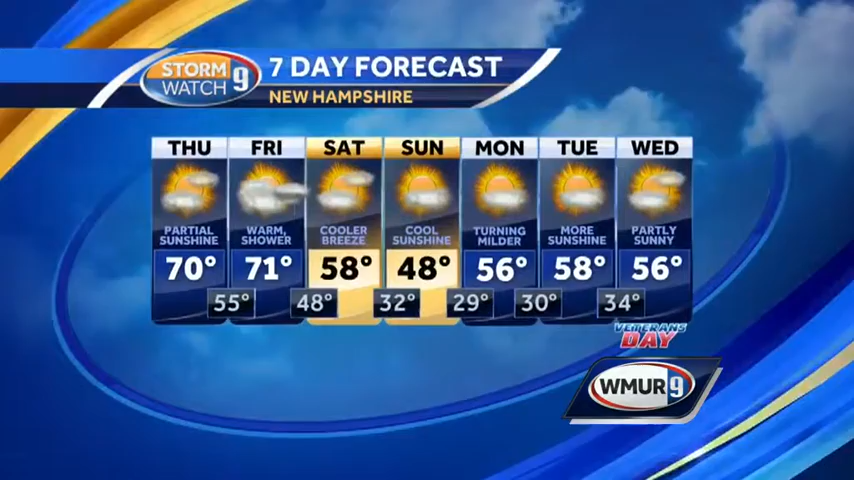 STORM
WATCH 9
7 DAY FORECAST
NEW HAMPSHIRE
THU FRI SAT SUN MON TUE WED
PARTIAL SUNSHINE WARM, SHOWER COOLER BREEZE COOL SUNSHINE TURNING MILDER MORE SUNSHINE PARTLY SUNNY
70° 71° 58° 48° 56° 58° 56°
55° 48° 32° 29° 30° 34°
VETERANS
DAY
WMUR 9